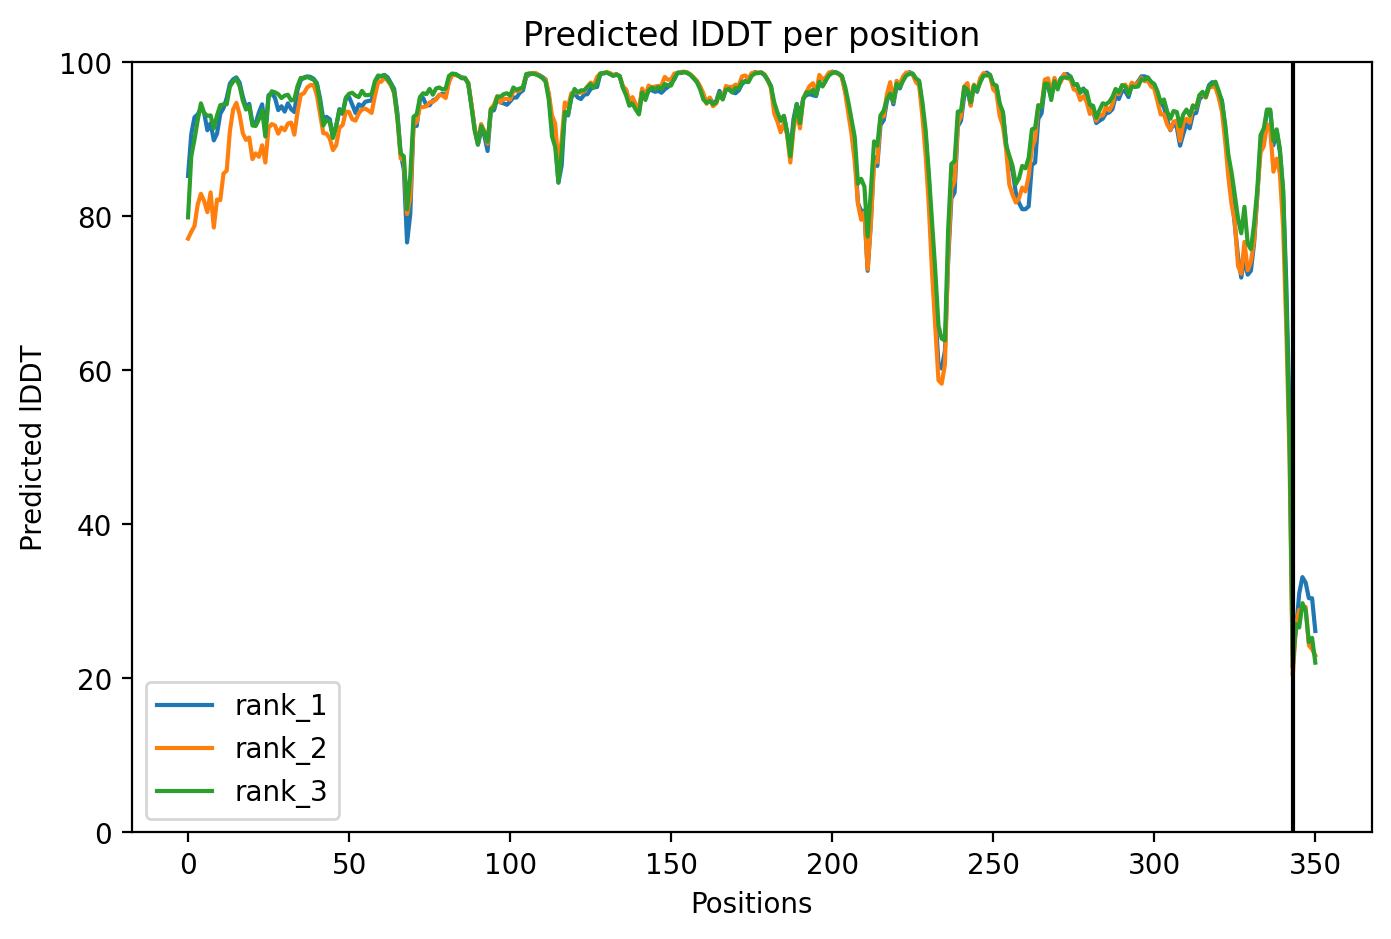 Predicted lDDT per position
100
80
60
40
20
0
Predicted lDDT
rank_1
rank_2
rank_3
0 50 100 150 200 250 300 350
Positions